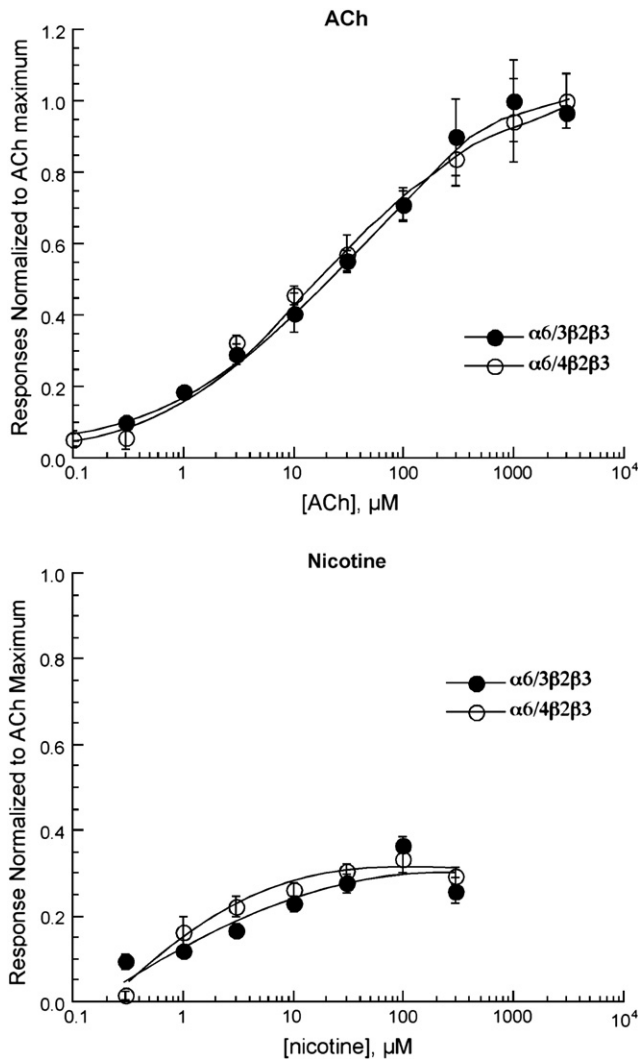 ACh
Responses Normalized to ACh maximum
1.2
1.0
0.8
0.6
0.4
0.2
0.0
α6/3β2β3
α6/4β2β3
0.1 1 10 100 1000 10⁴
[ACh], µM
Nicotine
Response Normalized to ACh Maximum
1.0
0.8
0.6
0.4
0.2
0.0
α6/3β2β3
α6/4β2β3
0.1 1 10 100 1000 10⁴
[nicotine], µM